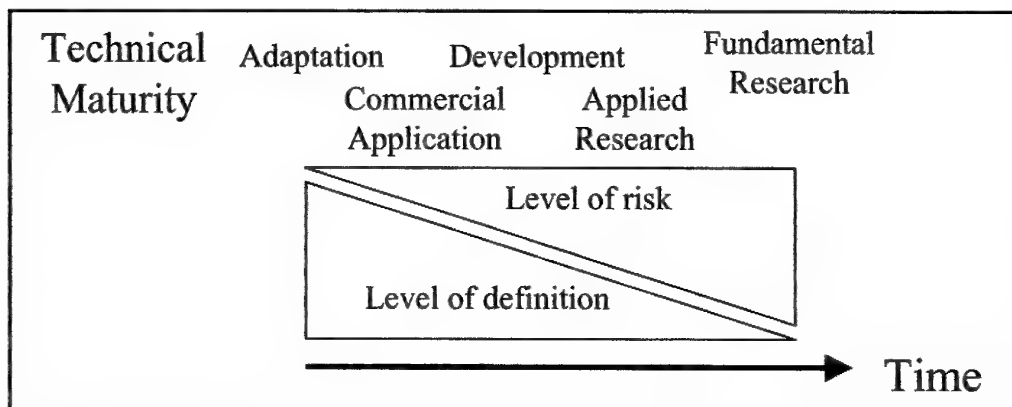 Technical
Maturity
Adaptation
Development
Fundamental
Research
Commercial
Application
Applied
Research
Level of risk
Level of definition
Time